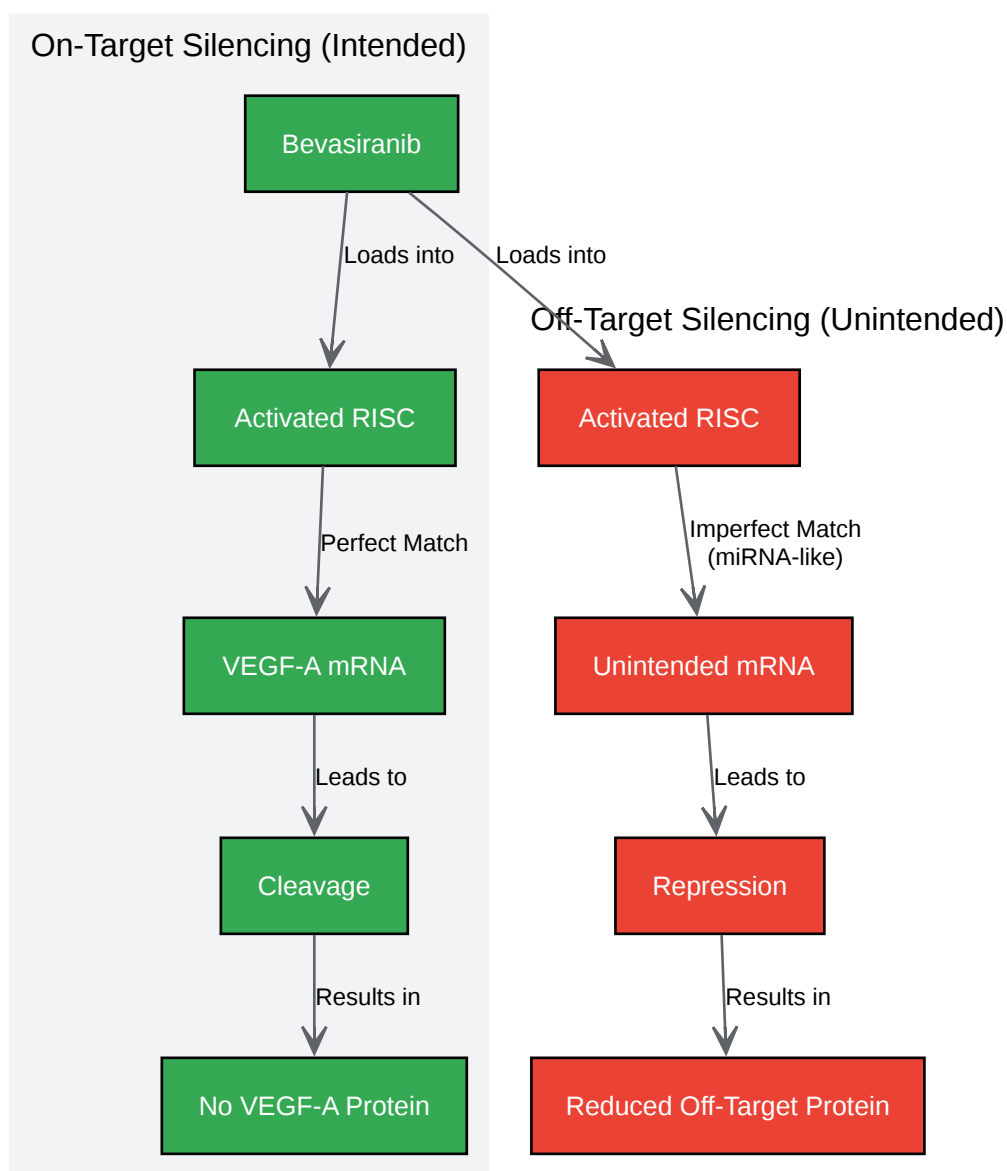 On-Target Silencing (Intended)
Bevasiranib
Loads into
Loads into
Off-Target Silencing (Unintended)
Activated RISC
Activated RISC
Perfect Match
Imperfect Match
(miRNA-like)
VEGF-A mRNA
Unintended mRNA
Leads to
Leads to
Cleavage
Repression
Results in
Results in
No VEGF-A Protein
Reduced Off-Target Protein